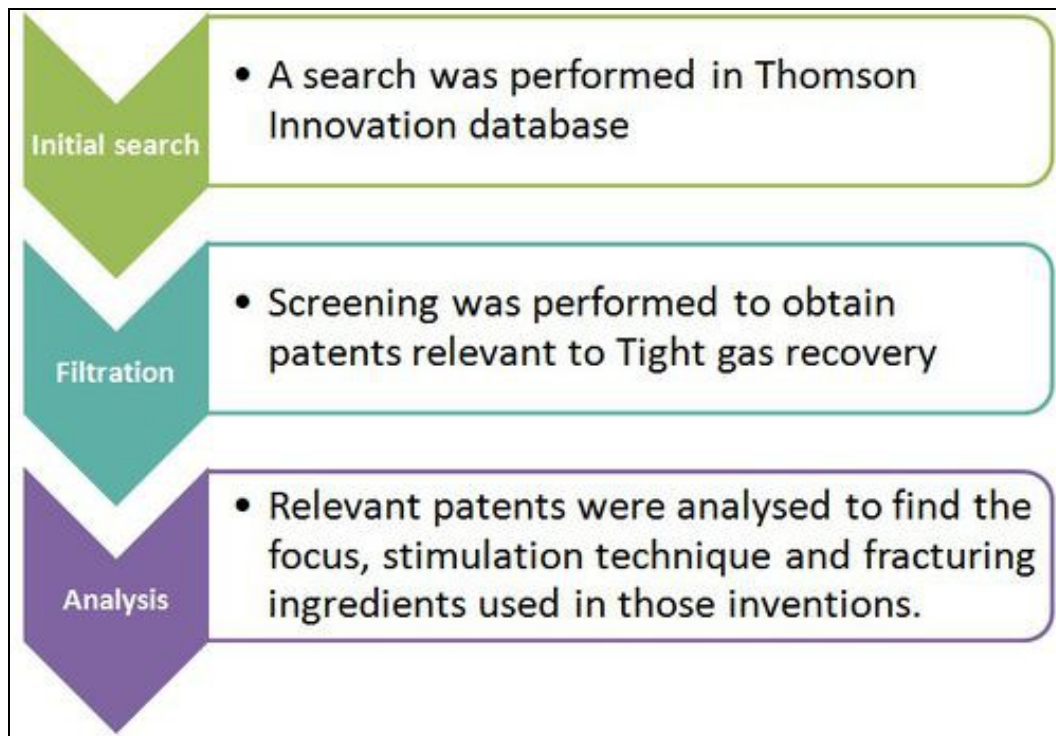 Initial search
• A search was performed in Thomson
Innovation database
Filtration
• Screening was performed to obtain
patents relevant to Tight gas recovery
Analysis
• Relevant patents were analysed to find the
focus, stimulation technique and fracturing
ingredients used in those inventions.